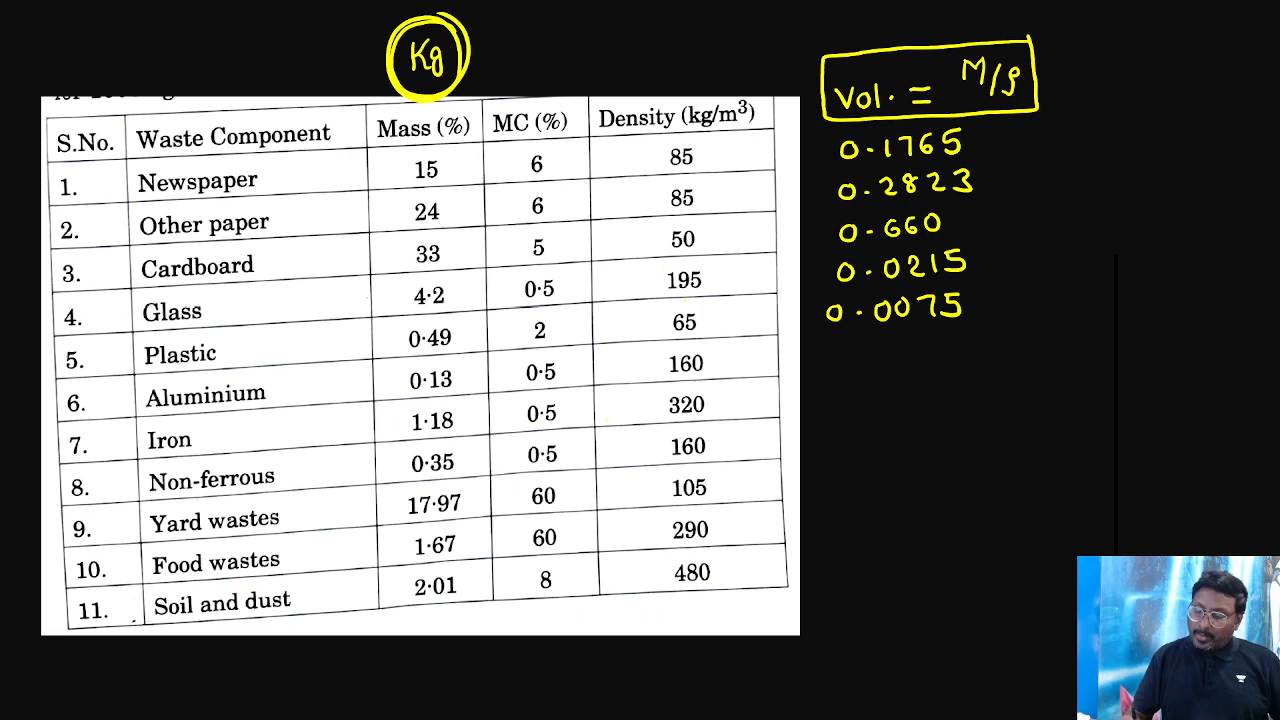 Kg
Vol. = M/ρ
S.No. Waste Component Mass (%) MC (%) Density (kg/m³)
1. Newspaper 15 6 85
2. Other paper 24 6 85
3. Cardboard 33 5 50
4. Glass 4·2 0·5 195
5. Plastic 0·49 2 65
6. Aluminium 0·13 0·5 160
7. Iron 1·18 0·5 320
8. Non-ferrous 0·35 0·5 160
9. Yard wastes 17·97 60 105
10. Food wastes 1·67 60 290
11. Soil and dust 2·01 8 480
0.1765
0.2823
0.660
0.0215
0.0075